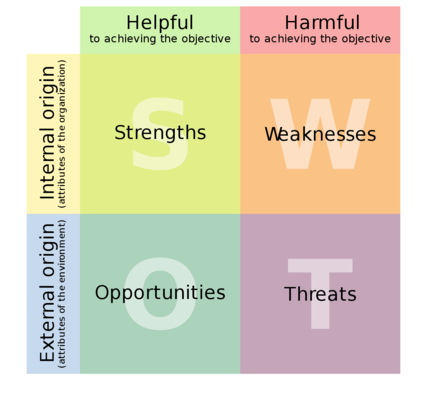 Helpful
to achieving the objective
Harmful
to achieving the objective
Internal origin
(attributes of the organization)
S
Strengths
W
Weaknesses
External origin
(attributes of the environment)
O
Opportunities
T
Threats